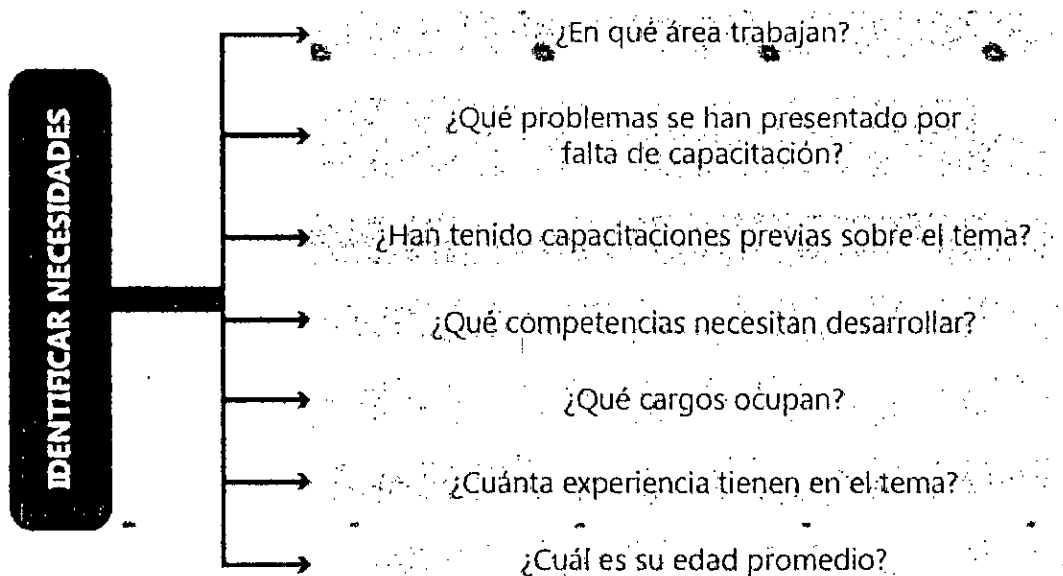 IDENTIFICAR NECESIDADES
¿En qué área trabajan?
¿Qué problemas se han presentado por
falta de capacitación?
¿Han tenido capacitaciones previas sobre el tema?
¿Qué competencias necesitan desarrollar?
¿Qué cargos ocupan?
¿Cuánta experiencia tienen en el tema?
¿Cuál es su edad promedio?